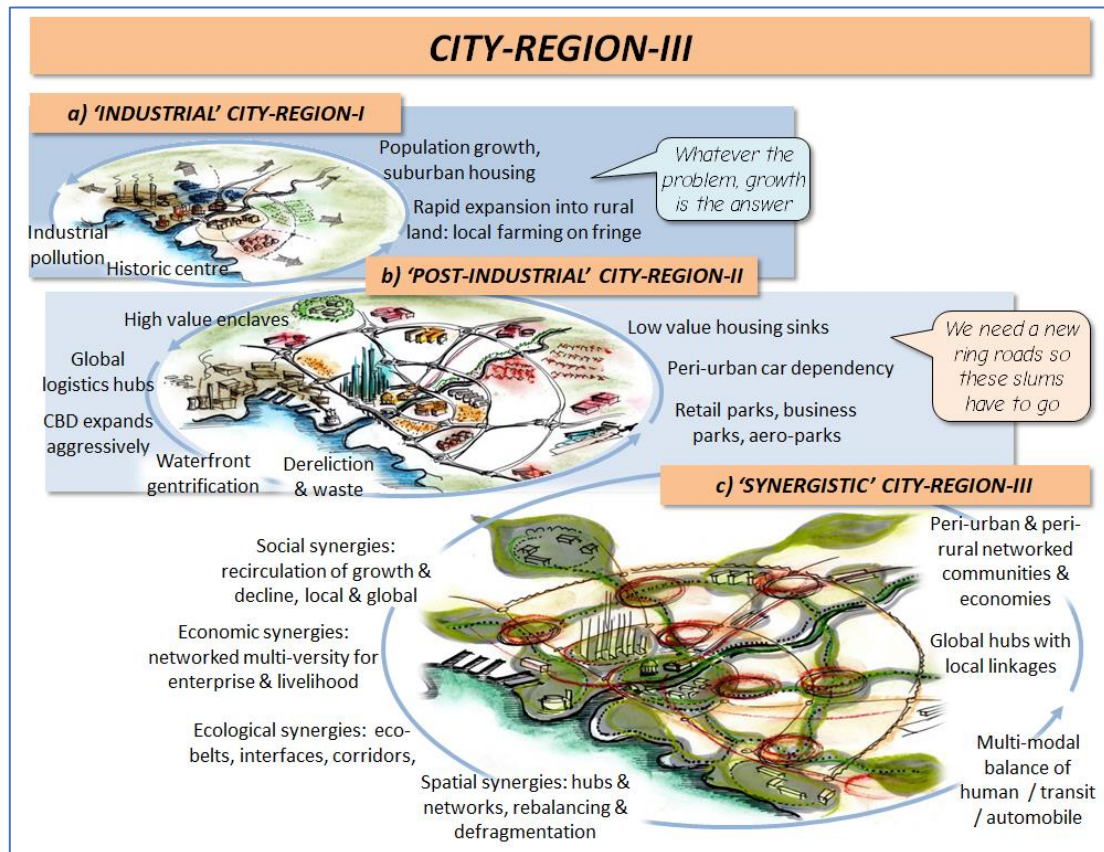 CITY-REGION-III
a) ‘INDUSTRIAL’ CITY-REGION-I
Population growth,
suburban housing
Rapid expansion into rural
land: local farming on fringe
Whatever the
problem, growth
is the answer
Industrial
pollution
Historic centre
b) ‘POST-INDUSTRIAL’ CITY-REGION-II
High value enclaves
Global
logistics hubs
CBD expands
aggressively
Waterfront
gentrification
Dereliction
& waste
Low value housing sinks
Peri-urban car dependency
Retail parks, business
parks, aero-parks
We need a new
ring roads so
these slums
have to go
c) ‘SYNERGISTIC’ CITY-REGION-III
Social synergies:
recirculation of growth &
decline, local & global
Economic synergies:
networked multi-versity for
enterprise & livelihood
Ecological synergies: eco-
belts, interfaces, corridors,
Spatial synergies: hubs &
networks, rebalancing &
defragmentation
Peri-urban & peri-
rural networked
communities &
economies
Global hubs with
local linkages
Multi-modal
balance of
human / transit
/ automobile